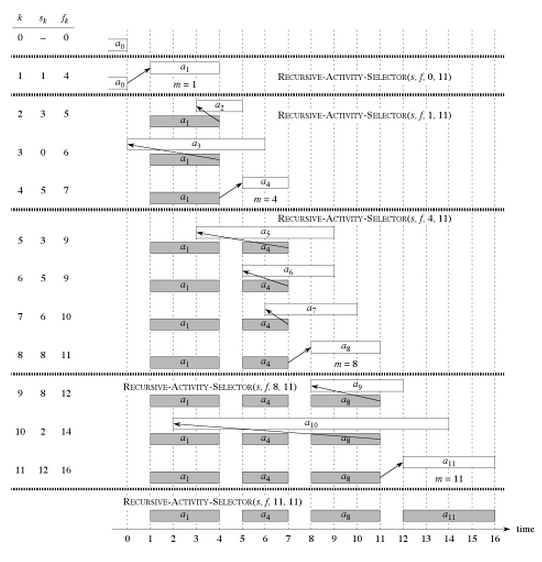 k s_k f_k
0 – 0
a_0
1 1 4
a_1
a_0
m = 1
RECURSIVE-ACTIVITY-SELECTOR(s, f, 0, 11)
2 3 5
a_2
a_1
RECURSIVE-ACTIVITY-SELECTOR(s, f, 1, 11)
3 0 6
a_3
a_1
4 5 7
a_4
a_1
m = 4
RECURSIVE-ACTIVITY-SELECTOR(s, f, 4, 11)
5 3 9
a_5
a_1 a_4
6 5 9
a_6
a_1 a_4
7 6 10
a_7
a_1 a_4
8 8 11
a_8
a_1 a_4
m = 8
RECURSIVE-ACTIVITY-SELECTOR(s, f, 8, 11)
9 8 12
a_9
a_1 a_4 a_8
10 2 14
a_10
a_1 a_4 a_8
11 12 16
a_11
a_1 a_4 a_8
m = 11
RECURSIVE-ACTIVITY-SELECTOR(s, f, 11, 11)
a_1 a_4 a_8 a_11
time
0 1 2 3 4 5 6 7 8 9 10 11 12 13 14 15 16